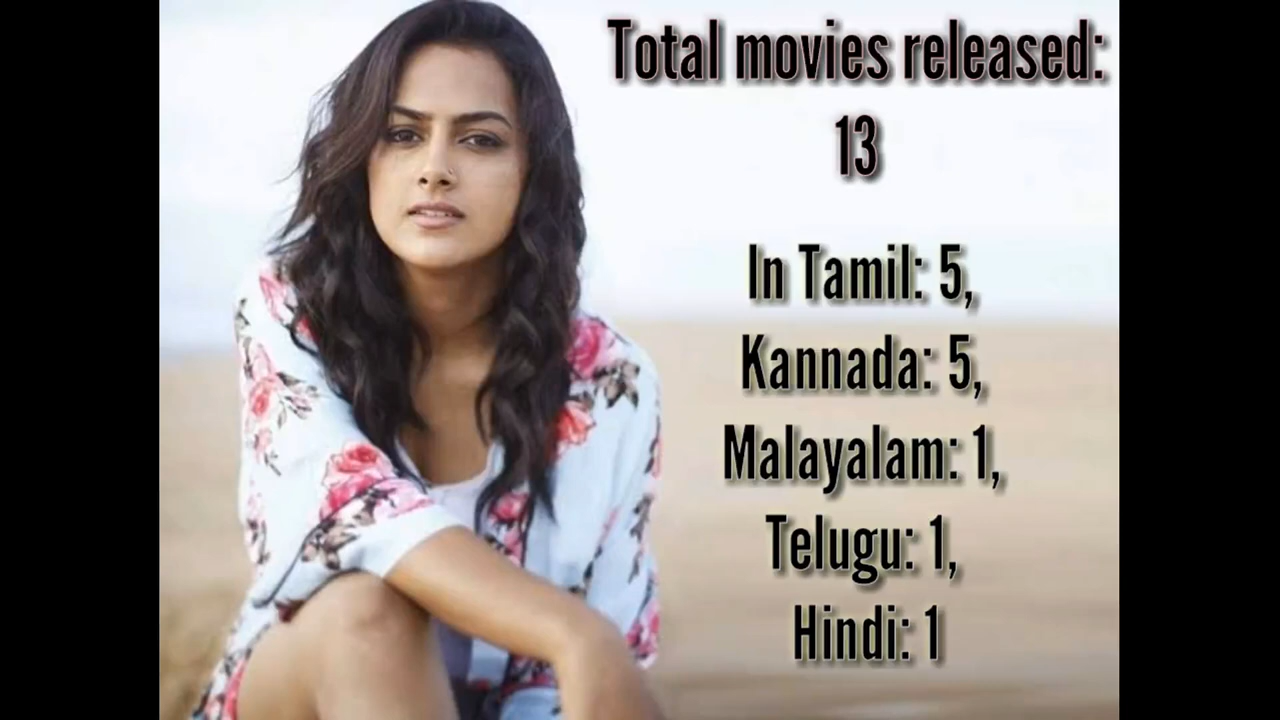 Total movies released:
13
In Tamil: 5,
Kannada: 5,
Malayalam: 1,
Telugu: 1,
Hindi: 1